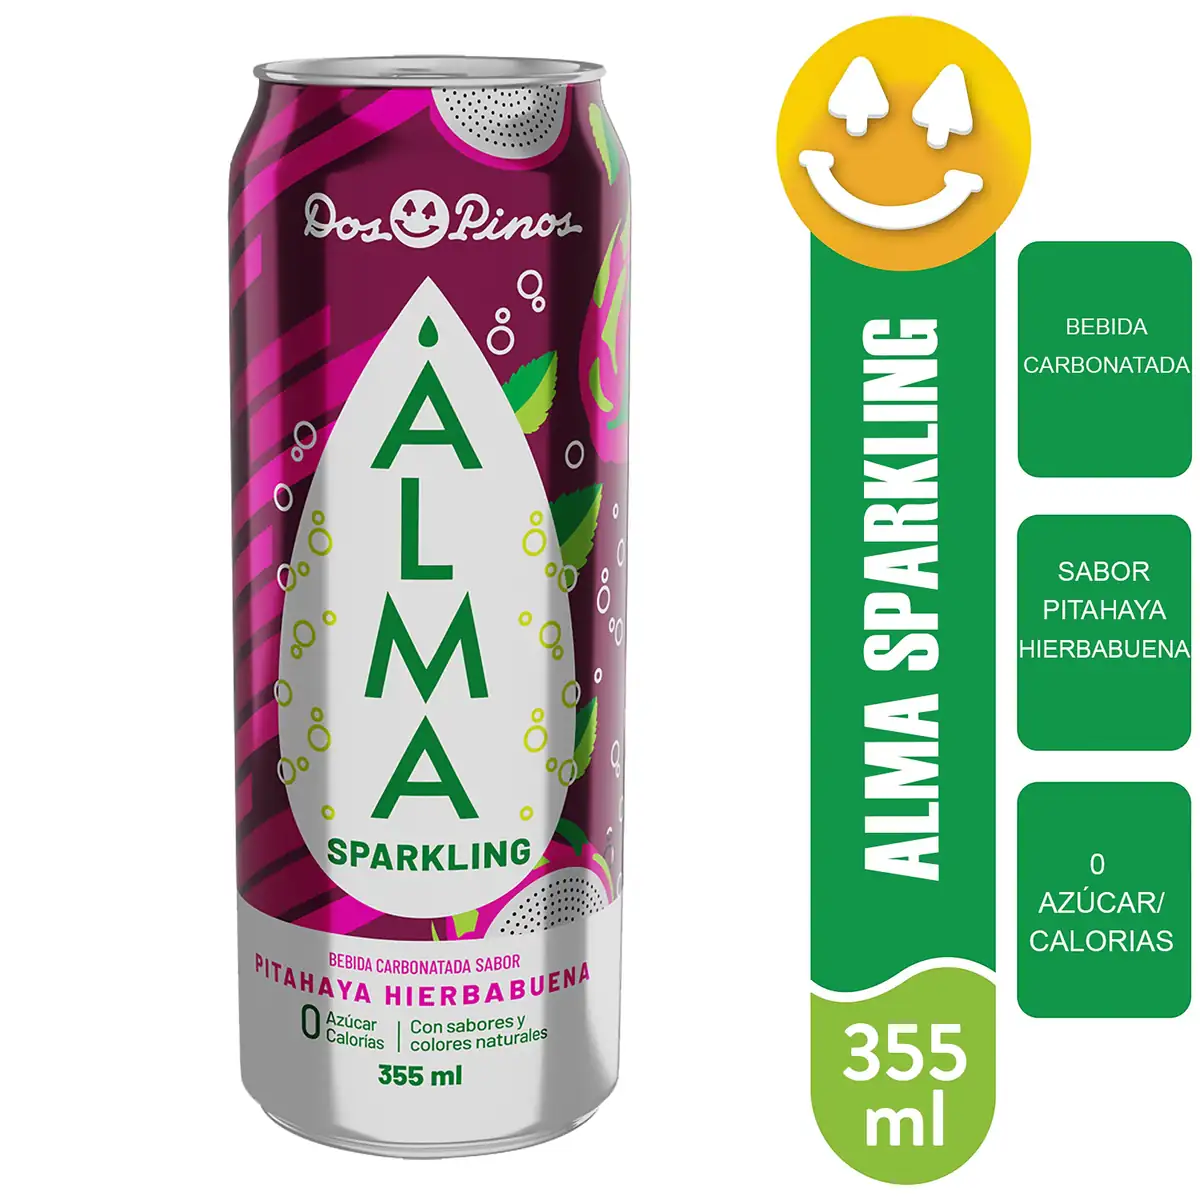 Dos Pinos
ALMA
SPARKLING
BEBIDA CARBONATADA SABOR
PITAHAYA HIERBABUENA
0 Azúcar
Calorías
Con sabores y
colores naturales
355 ml
ALMA SPARKLING
355
ml
BEBIDA
CARBONATADA
SABOR
PITAHAYA
HIERBABUENA
0
AZÚCAR/
CALORIAS